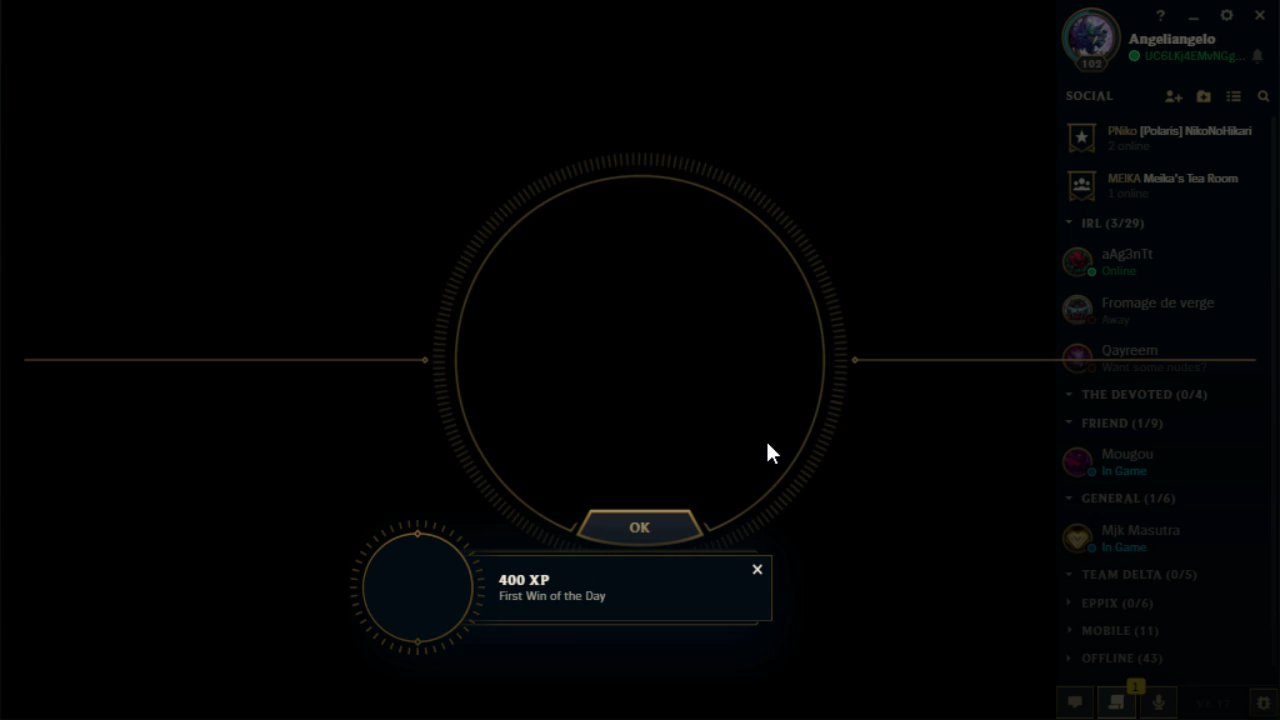 ?
Angeliangelo
102
UC6LKj4EMvNGg...
SOCIAL
PNiko [Polaris] NikoNoHikari
2 online
MEIKA Meika's Tea Room
1 online
IRL (3/29)
aAg3nTt
Online
Fromage de verge
Away
Qayreem
Want some nudes?
THE DEVOTED (0/4)
FRIEND (1/9)
Mougou
In Game
GENERAL (1/6)
Mjk Masutra
In Game
TEAM DELTA (0/5)
EPPIX (0/6)
MOBILE (11)
OFFLINE (43)
1
OK
400 XP
First Win of the Day